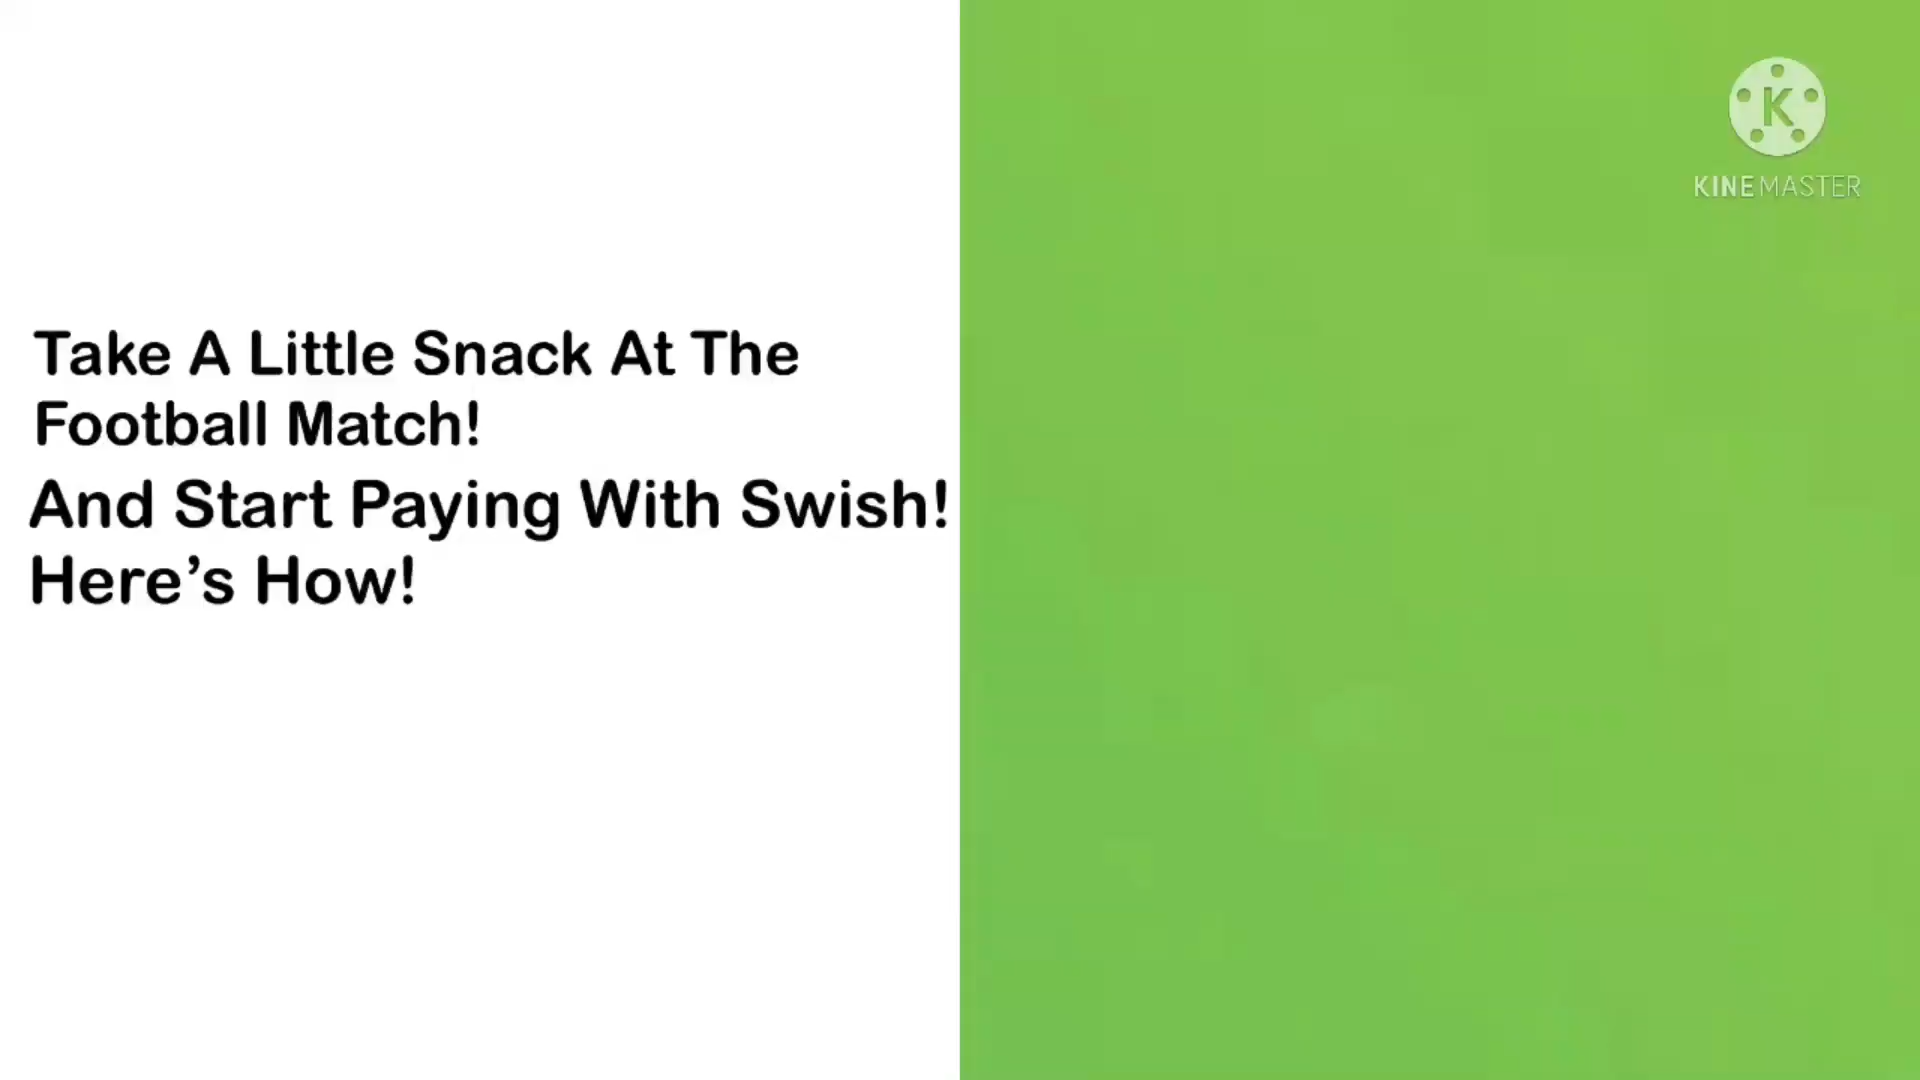 Take A Little Snack At The
Football Match!
And Start Paying With Swish!
Here’s How!
K
KINEMASTER